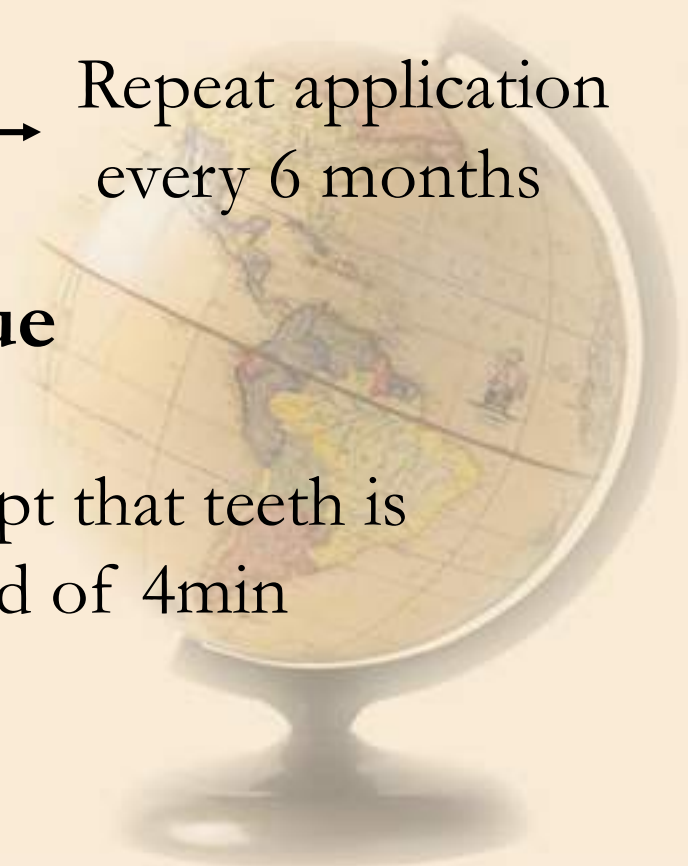 Repeat application
every 6 months
ue
pt that teeth is
d of 4min